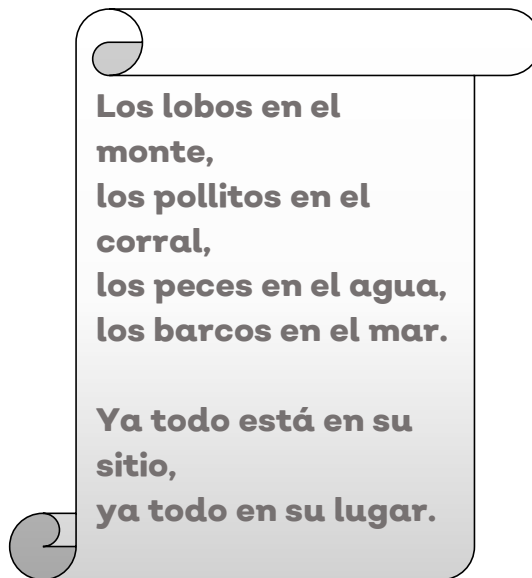 Los lobos en el
monte,
los pollitos en el
corral,
los peces en el agua,
los barcos en el mar.

Ya todo está en su
sitio,
ya todo en su lugar.